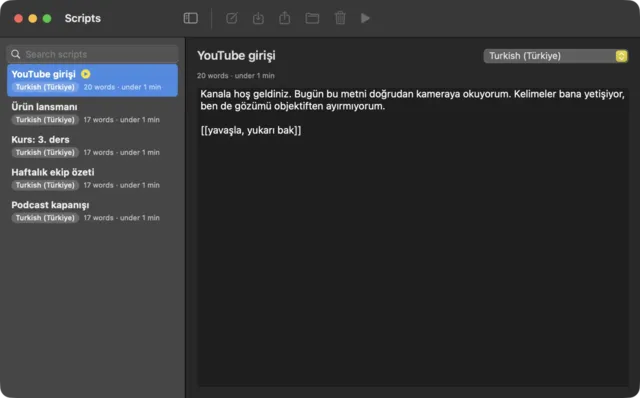 Scripts
Search scripts
YouTube girişi
Turkish (Türkiye) 20 words · under 1 min
Ürün lansmanı
Turkish (Türkiye) 17 words · under 1 min
Kurs: 3. ders
Turkish (Türkiye) 17 words · under 1 min
Haftalık ekip özeti
Turkish (Türkiye) 17 words · under 1 min
Podcast kapanışı
Turkish (Türkiye) 17 words · under 1 min
YouTube girişi
Turkish (Türkiye)
20 words · under 1 min
Kanala hoş geldiniz. Bugün bu metni doğrudan kameraya okuyorum. Kelimeler bana yetişiyor,
ben de gözümü objektiften ayırmıyorum.
[[yavaşla, yukarı bak]]